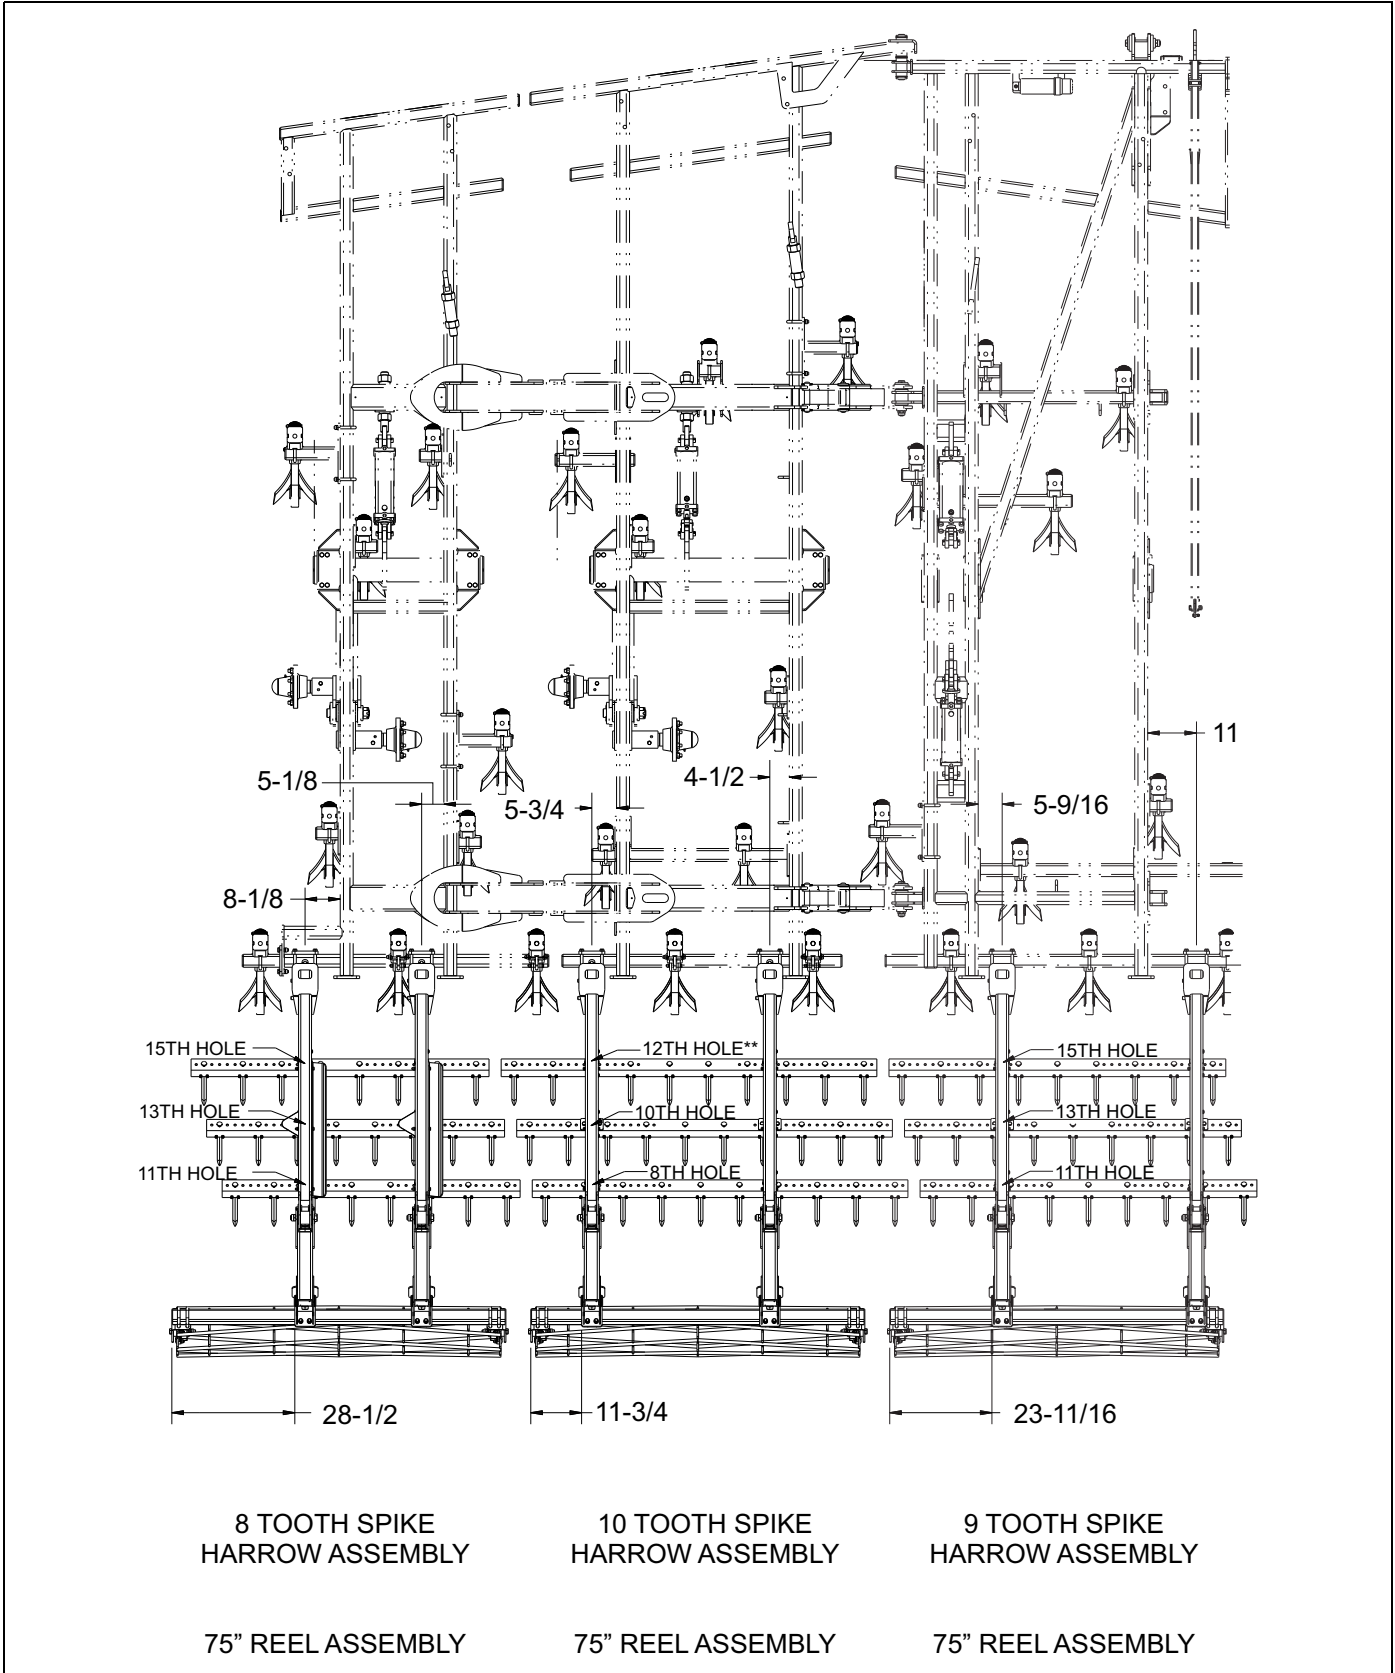 11
5-1/8
4-1/2
5-3/4
5-9/16
8-1/8
15TH HOLE
12TH HOLE**
15TH HOLE
13TH HOLE
10TH HOLE
13TH HOLE
11TH HOLE
8TH HOLE
11TH HOLE
28-1/2
11-3/4
23-11/16
8 TOOTH SPIKE
HARROW ASSEMBLY
10 TOOTH SPIKE
HARROW ASSEMBLY
9 TOOTH SPIKE
HARROW ASSEMBLY
75” REEL ASSEMBLY
75” REEL ASSEMBLY
75” REEL ASSEMBLY